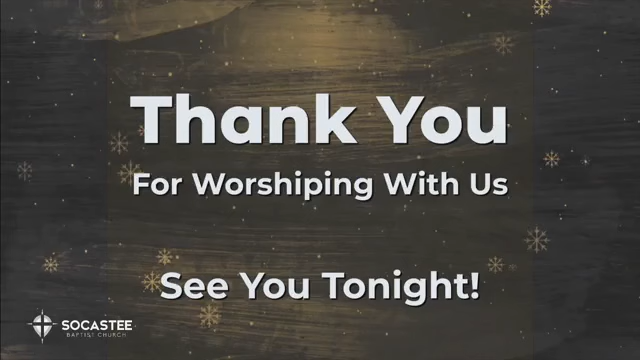 Thank You
For Worshiping With Us
See You Tonight!
SOCASTEE
BAPTIST CHURCH